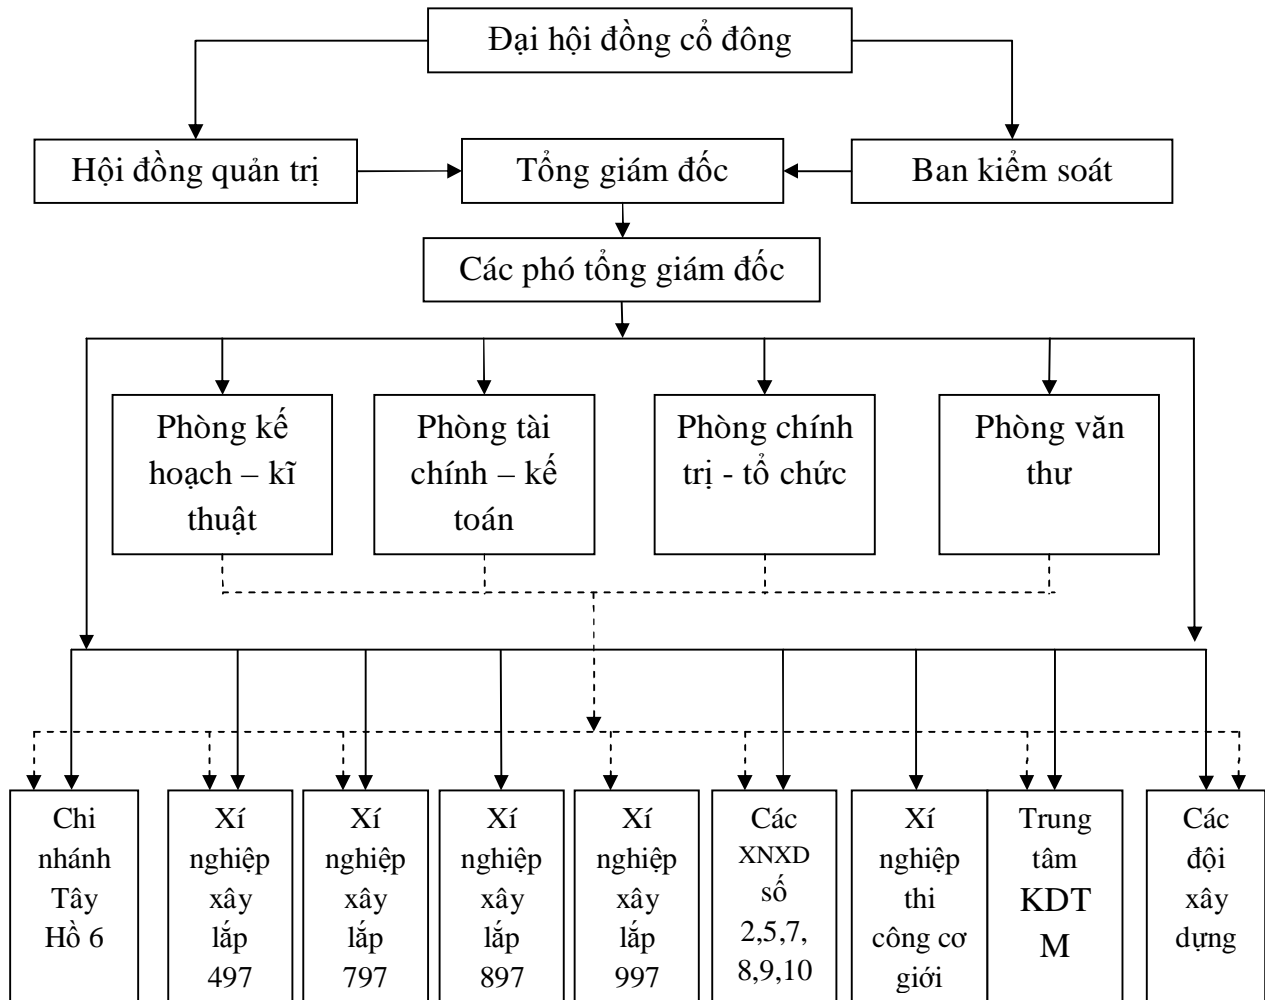 Đại hội đồng cổ đông
Hội đồng quản trị
Tổng giám đốc
Ban kiểm soát
Các phó tổng giám đốc
Phòng kế
hoạch – kĩ
thuật
Phòng tài
chính – kế
toán
Phòng chính
trị - tổ chức
Phòng văn
thư
Chi
nhánh
Tây
Hồ 6
Xí
nghiệp
xây
lắp
497
Xí
nghiệp
xây
lắp
797
Xí
nghiệp
xây
lắp
897
Xí
nghiệp
xây
lắp
997
Các
XNXD
số
2,5,7,
8,9,10
Xí
nghiệp
thi
công cơ
giới
Trung
tâm
KDT
M
Các
đội
xây
dựng